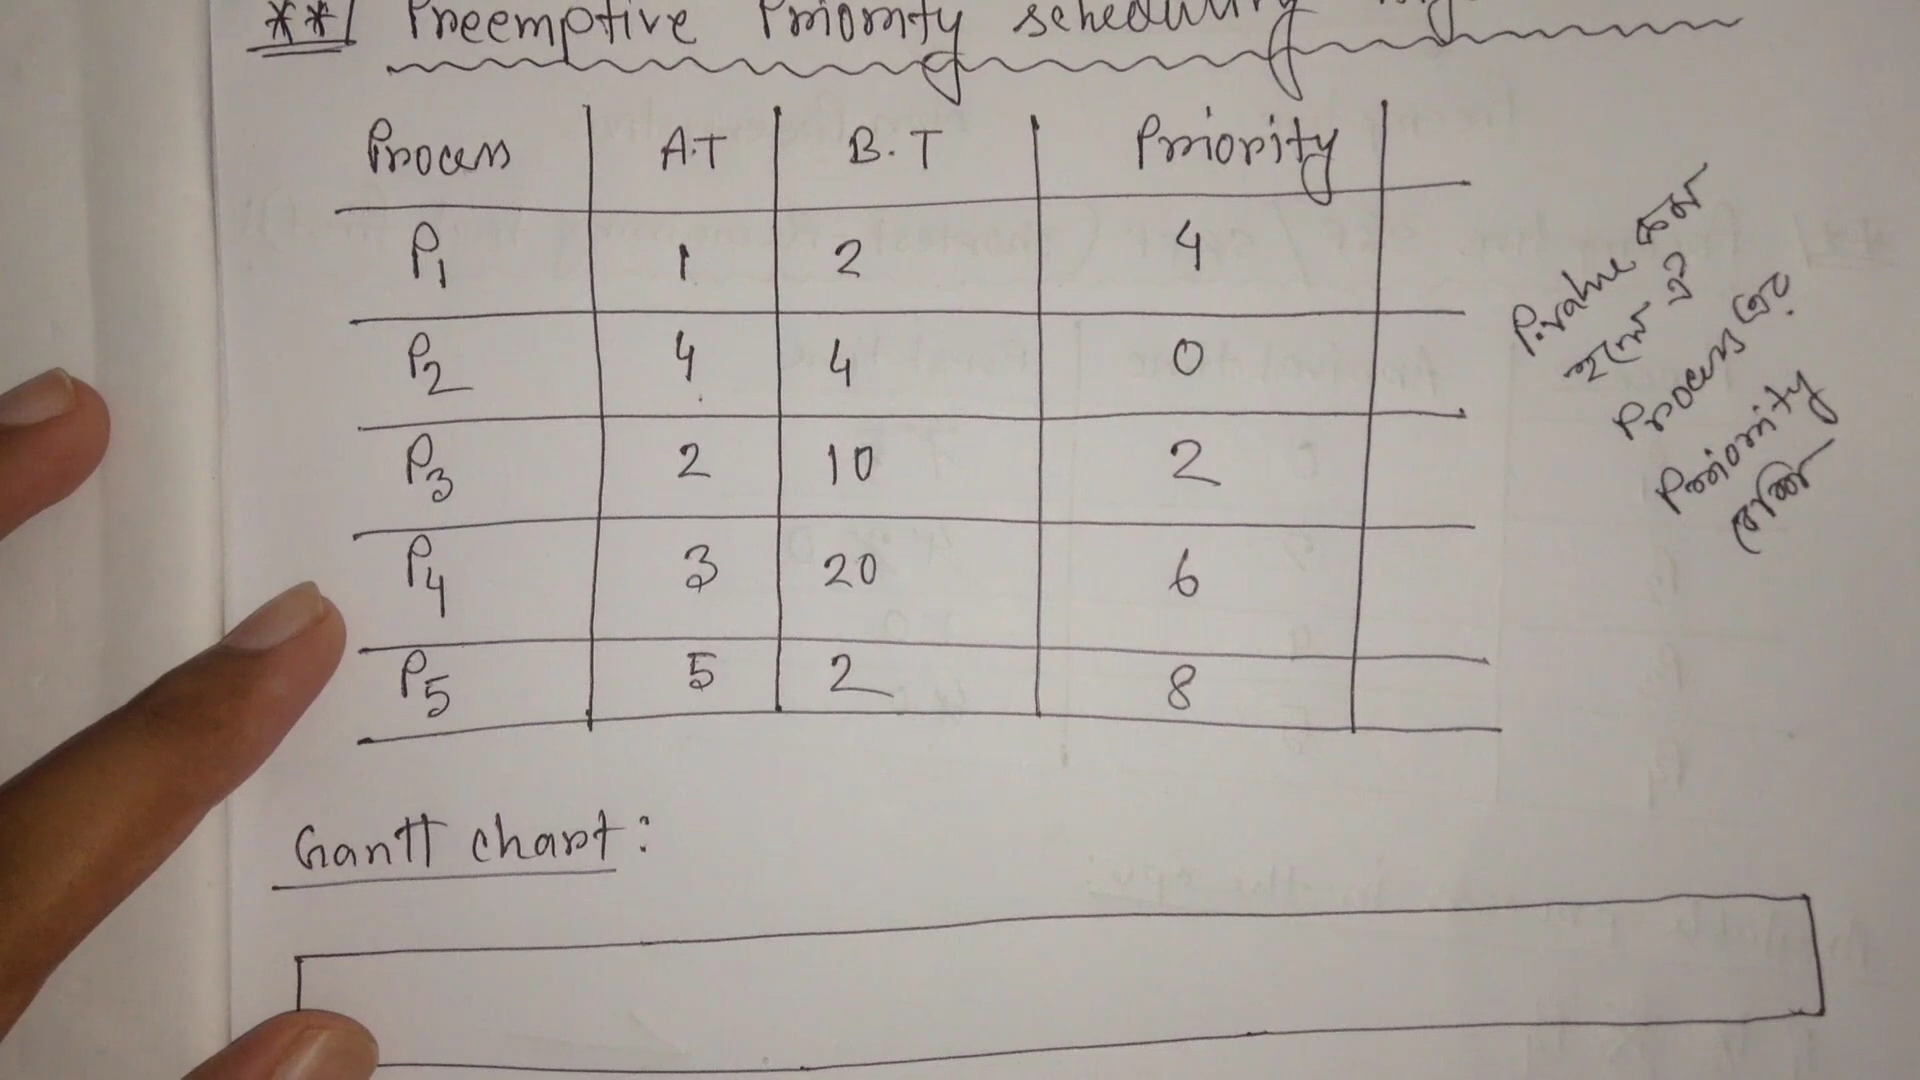 **/ Preemptive Priority scheduling
Process A.T B.T Priority
P1 1 2 4
P2 4 4 0
P3 2 10 2
P4 3 20 6
P5 5 2 8
P.value কম
হলে ঐ
Process এর
Priority
বেশি
Gantt chart: